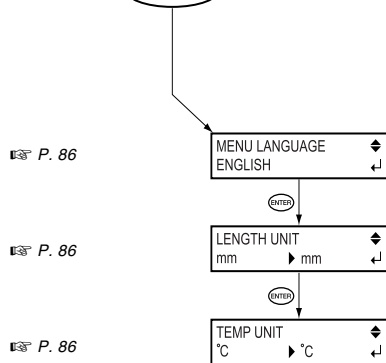 P. 86
MENU LANGUAGE
ENGLISH
ENTER
P. 86
LENGTH UNIT
mm mm
ENTER
P. 86
TEMP UNIT
°C °C